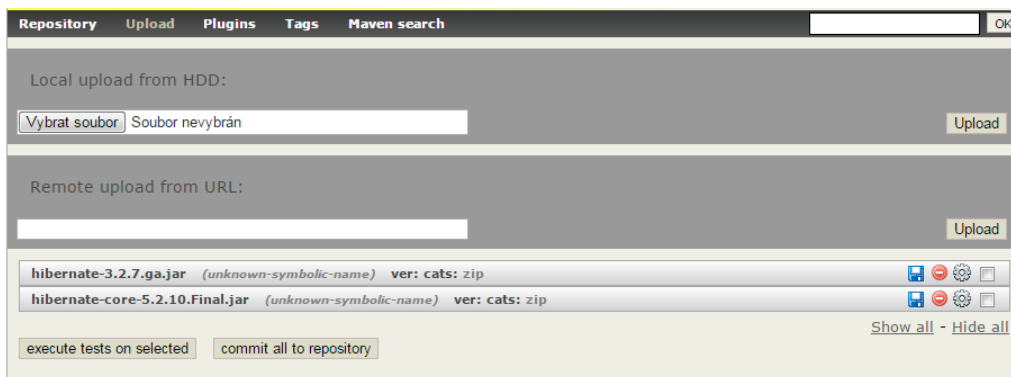 Repository Upload Plugins Tags Maven search OK
Local upload from HDD:
Vybrat soubor Soubor nevybrán Upload
Remote upload from URL:
Upload
hibernate-3.2.7.ga.jar (unknown-symbolic-name) ver: cats: zip
hibernate-core-5.2.10.Final.jar (unknown-symbolic-name) ver: cats: zip
Show all - Hide all
execute tests on selected commit all to repository